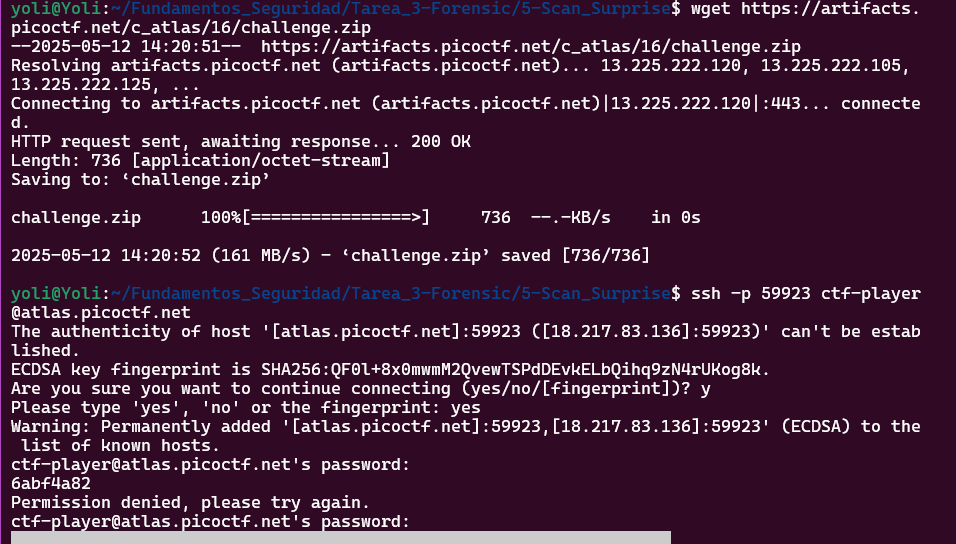 yoli@Yoli:~/Fundamentos_Seguridad/Tarea_3-Forensic/5-Scan_Surprise$ wget https://artifacts.
picoctf.net/c_atlas/16/challenge.zip
--2025-05-12 14:20:51--  https://artifacts.picoctf.net/c_atlas/16/challenge.zip
Resolving artifacts.picoctf.net (artifacts.picoctf.net)... 13.225.222.120, 13.225.222.105,
13.225.222.125, ...
Connecting to artifacts.picoctf.net (artifacts.picoctf.net)|13.225.222.120|:443... connecte
d.
HTTP request sent, awaiting response... 200 OK
Length: 736 [application/octet-stream]
Saving to: ‘challenge.zip’
challenge.zip      100%[================>]     736  --.-KB/s    in 0s
2025-05-12 14:20:52 (161 MB/s) - ‘challenge.zip’ saved [736/736]
yoli@Yoli:~/Fundamentos_Seguridad/Tarea_3-Forensic/5-Scan_Surprise$ ssh -p 59923 ctf-player
@atlas.picoctf.net
The authenticity of host '[atlas.picoctf.net]:59923 ([18.217.83.136]:59923)' can't be estab
lished.
ECDSA key fingerprint is SHA256:QF0l+8x0mwmM2QvewTSPdDEvkELbQihq9zN4rUKog8k.
Are you sure you want to continue connecting (yes/no/[fingerprint])? y
Please type 'yes', 'no' or the fingerprint: yes
Warning: Permanently added '[atlas.picoctf.net]:59923,[18.217.83.136]:59923' (ECDSA) to the
 list of known hosts.
ctf-player@atlas.picoctf.net's password:
6abf4a82
Permission denied, please try again.
ctf-player@atlas.picoctf.net's password: